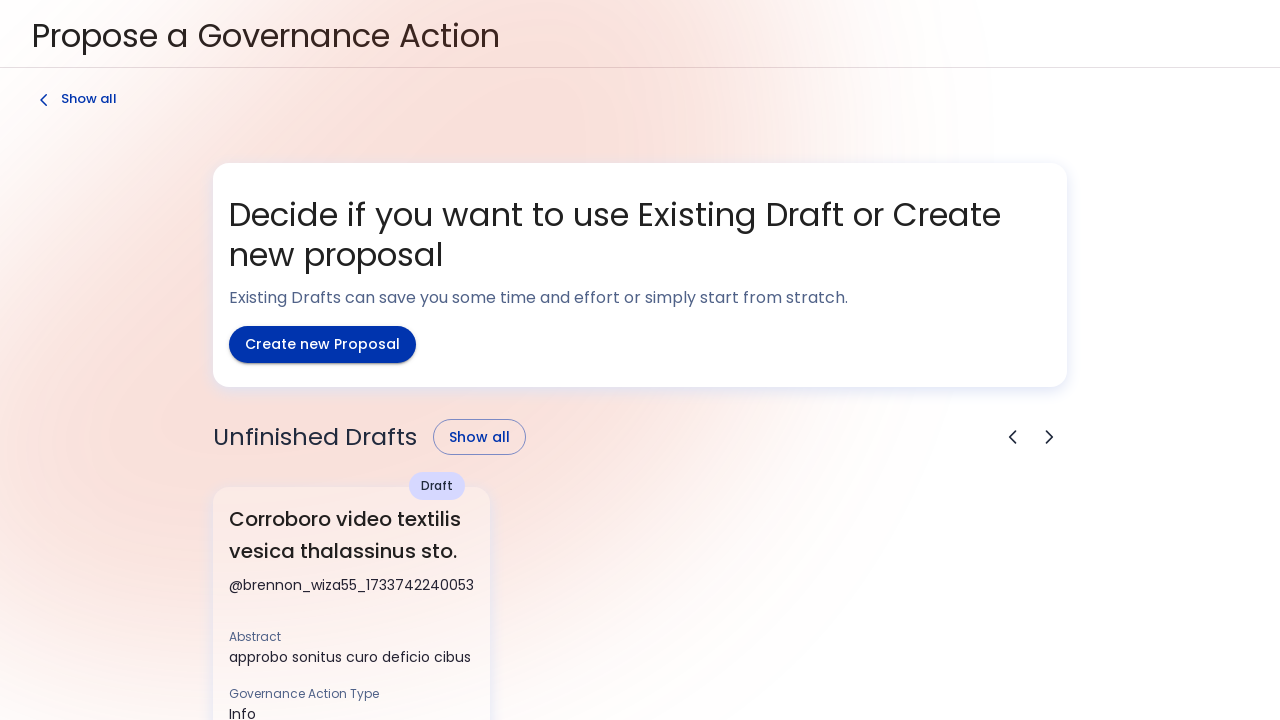 Propose a Governance Action
Show all
Decide if you want to use Existing Draft or Create
new proposal
Existing Drafts can save you some time and effort or simply start from stratch.
Create new Proposal
Unfinished Drafts
Show all
Draft
Corroboro video textilis
vesica thalassinus sto.
@brennon_wiza55_1733742240053
Abstract
approbo sonitus curo deficio cibus
Governance Action Type
Info